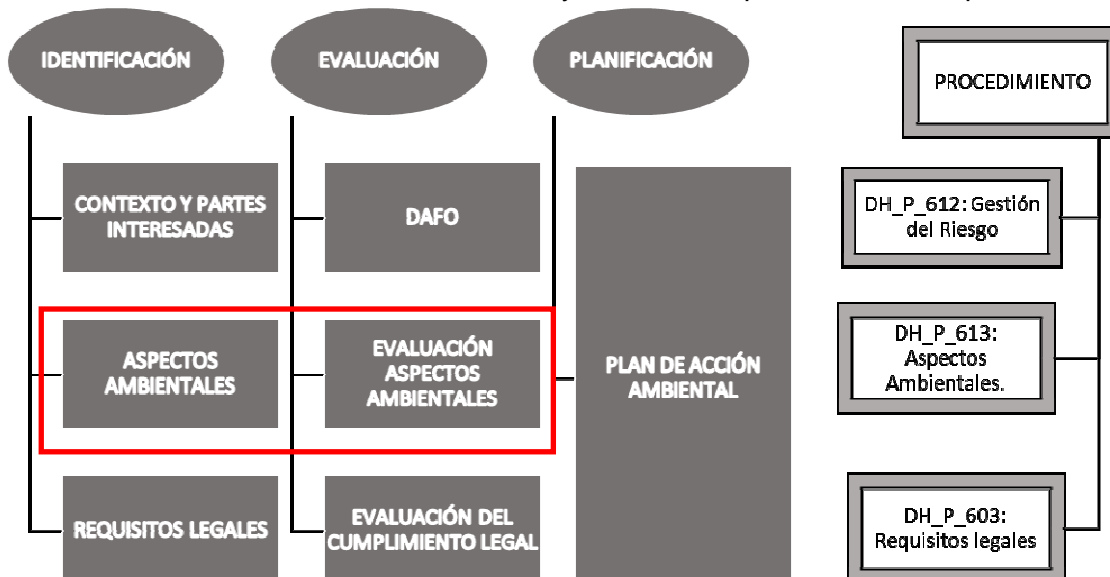 IDENTIFICACIÓN
EVALUACIÓN
PLANIFICACIÓN
PROCEDIMIENTO
CONTEXTO Y PARTES
INTERESADAS
DAFO
DH_P_612: Gestión
del Riesgo
ASPECTOS
AMBIENTALES
EVALUACIÓN
ASPECTOS
AMBIENTALES
PLAN DE ACCIÓN
AMBIENTAL
DH_P_613:
Aspectos
Ambientales.
REQUISITOS LEGALES
EVALUACIÓN DEL
CUMPLIMIENTO LEGAL
DH_P_603:
Requisitos legales